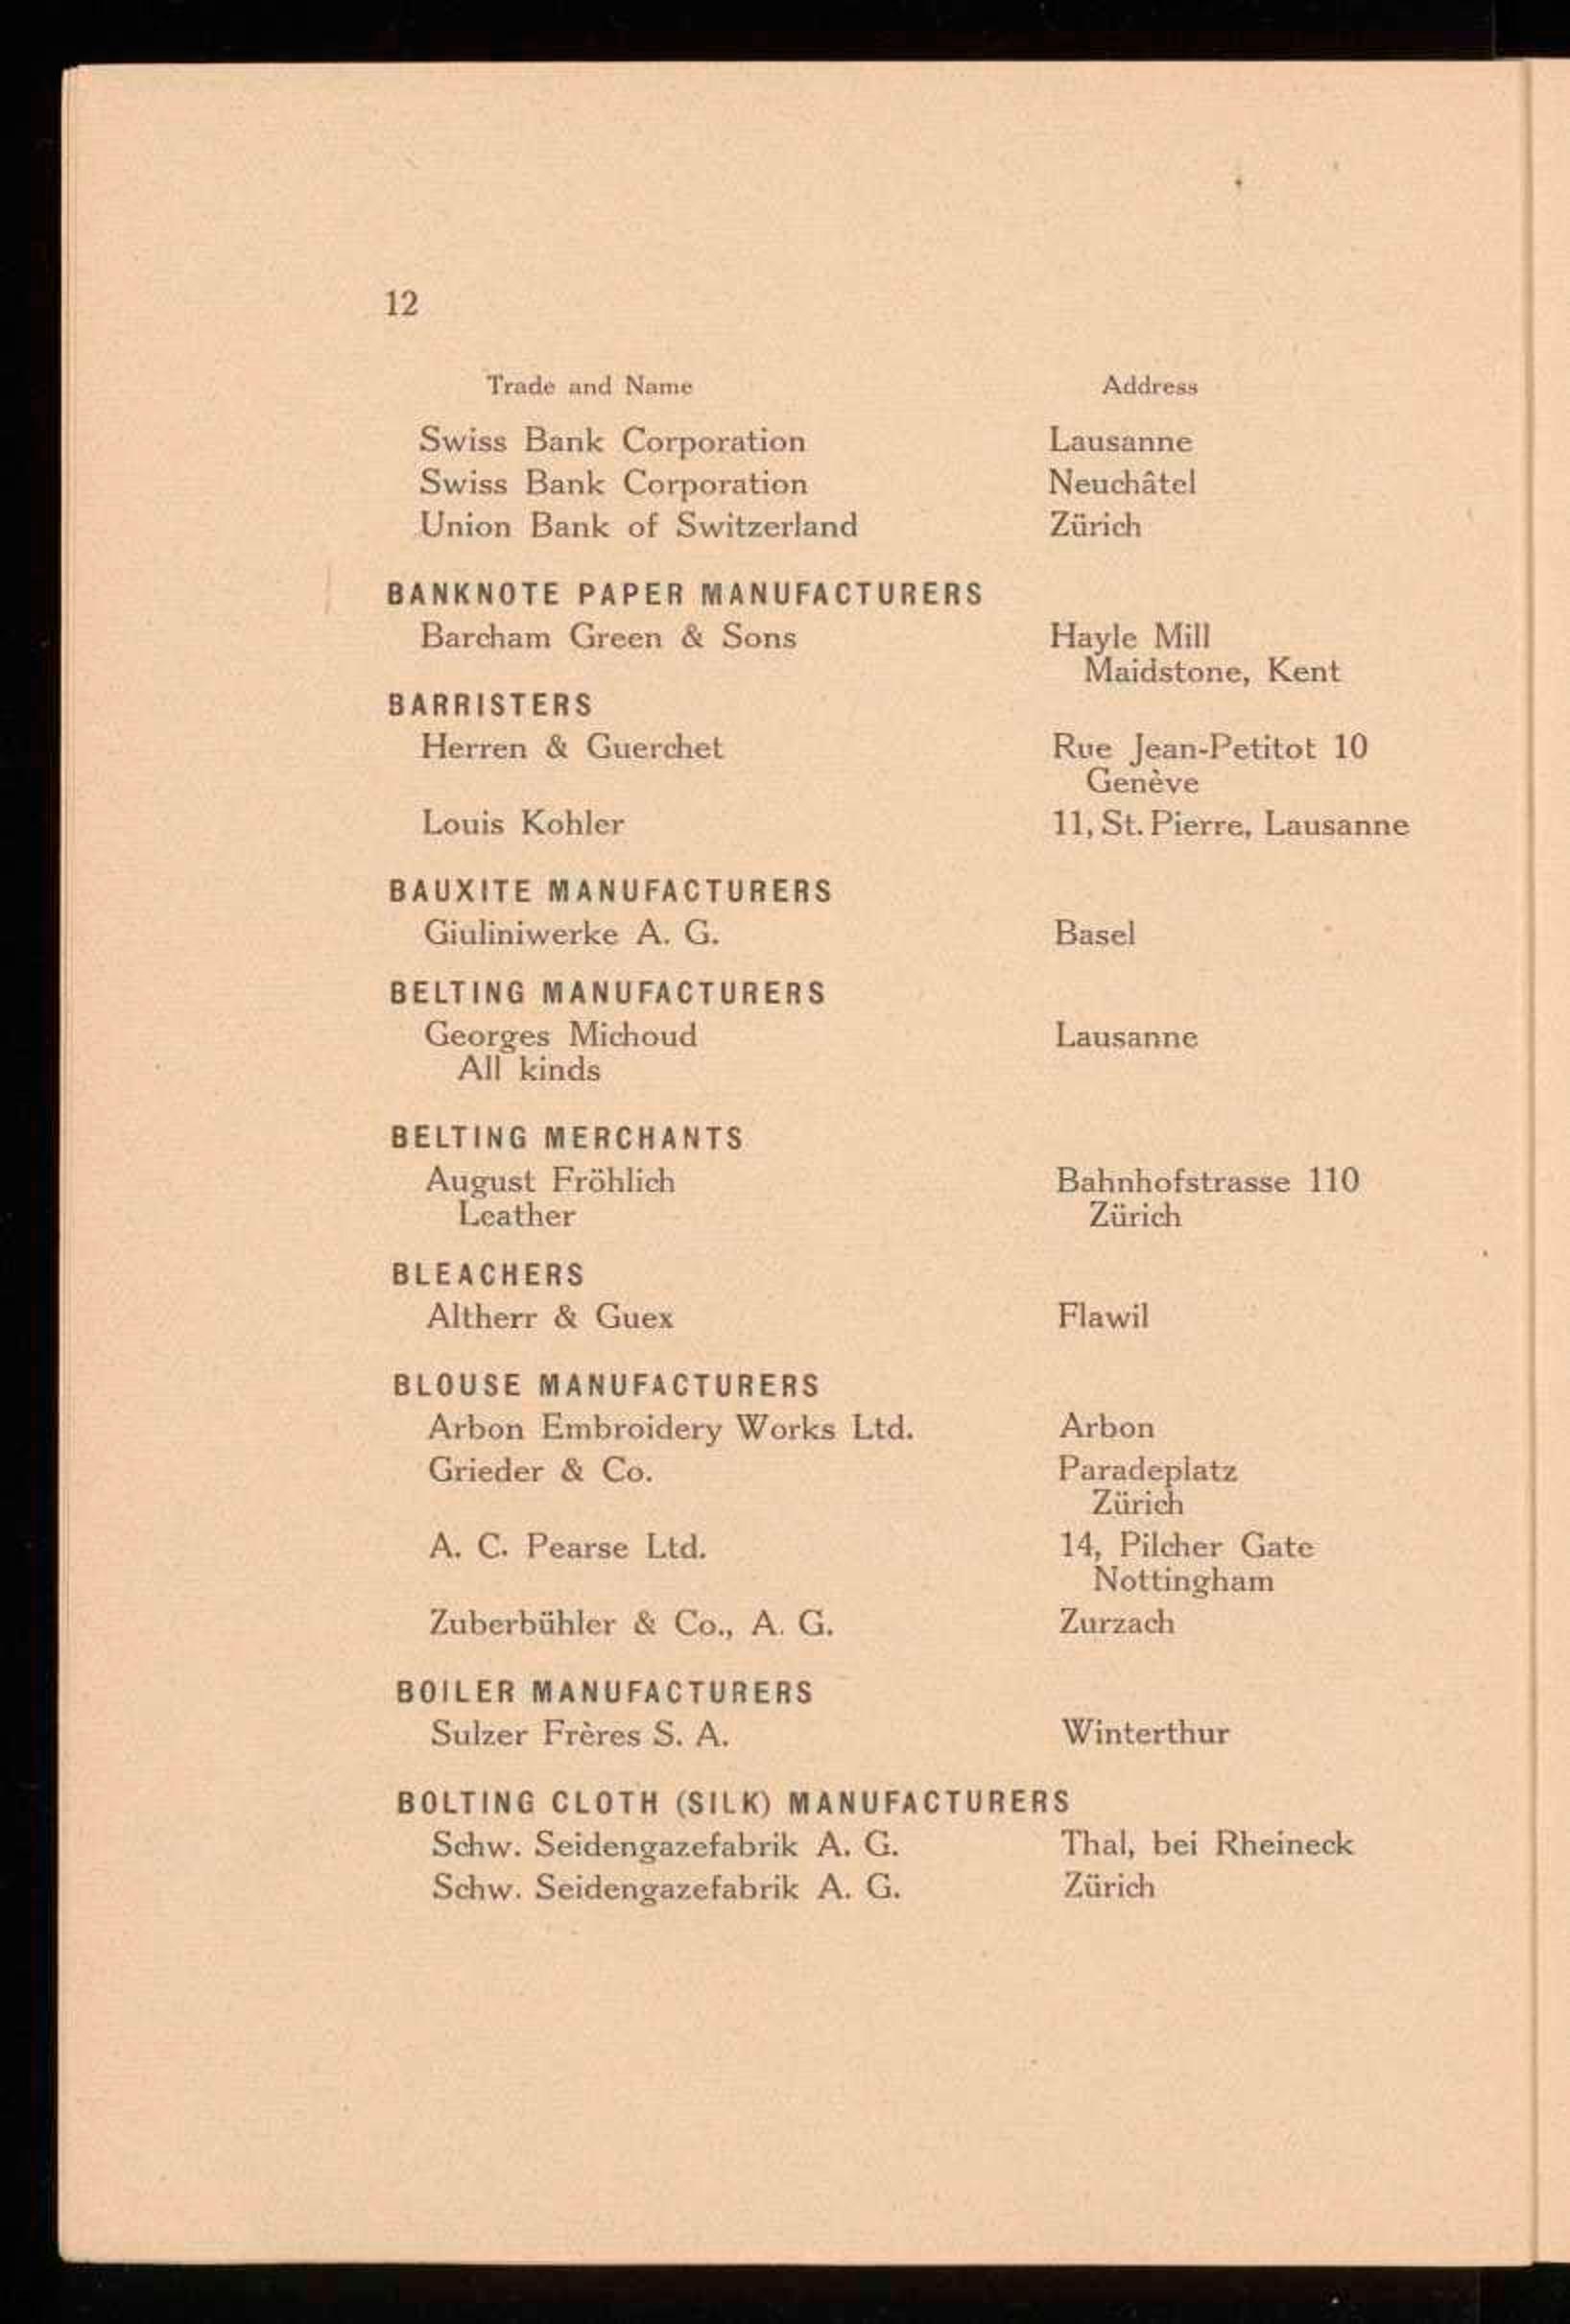 12
Trade and Name Address
Swiss Bank Corporation Lausanne
Swiss Bank Corporation Neuchâtel
Union Bank of Switzerland Zürich
BANKNOTE PAPER MANUFACTURERS
Barcham Green & Sons Hayle Mill
Maidstone, Kent
BARRISTERS
Herren & Guerchet Rue Jean-Petitot 10
Genève
Louis Kohler 11, St. Pierre, Lausanne
BAUXITE MANUFACTURERS
Giuliniwerke A. G. Basel
BELTING MANUFACTURERS
Georges Michoud Lausanne
All kinds
BELTING MERCHANTS
August Fröhlich Bahnhofstrasse 110
Leather Zürich
BLEACHERS
Altherr & Guex Flawil
BLOUSE MANUFACTURERS
Arbon Embroidery Works Ltd. Arbon
Grieder & Co. Paradeplatz
Zürich
A. C. Pearse Ltd. 14, Pilcher Gate
Nottingham
Zuberbühler & Co., A. G. Zurzach
BOILER MANUFACTURERS
Sulzer Frères S. A. Winterthur
BOLTING CLOTH (SILK) MANUFACTURERS
Schw. Seidengazefabrik A. G. Thal, bei Rheineck
Schw. Seidengazefabrik A. G. Zürich